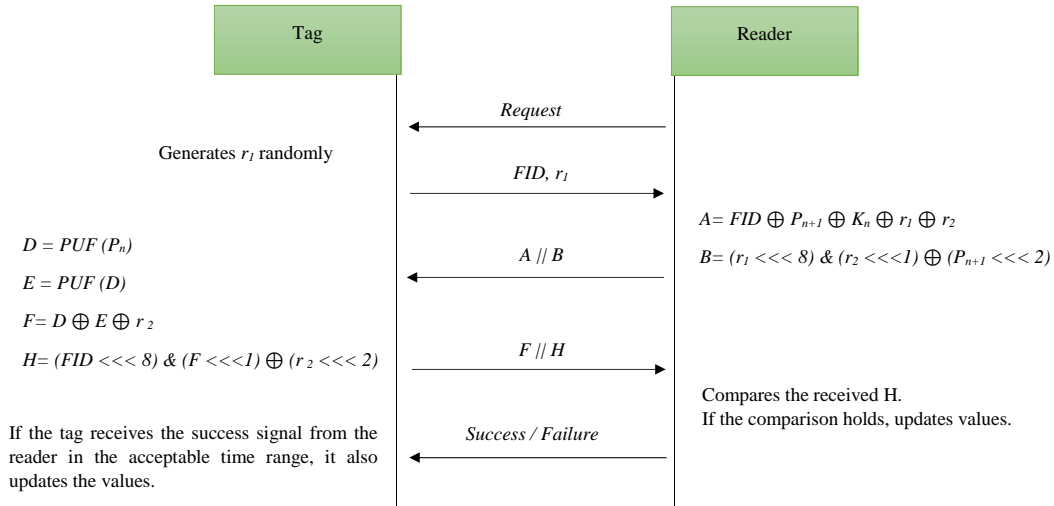 Tag
Reader
Request
Generates r₁ randomly
FID, r₁
A= FID ⊕ Pₙ₊₁ ⊕ Kₙ ⊕ r₁ ⊕ r₂
D = PUF (Pₙ)
A // B
B= (r₁ <<< 8) & (r₂ <<<1) ⊕ (Pₙ₊₁ <<< 2)
E = PUF (D)
F= D ⊕ E ⊕ r ₂
H= (FID <<< 8) & (F <<<1) ⊕ (r ₂ <<< 2)
F // H
Compares the received H.
If the comparison holds, updates values.
If the tag receives the success signal from the
reader in the acceptable time range, it also
updates the values.
Success / Failure